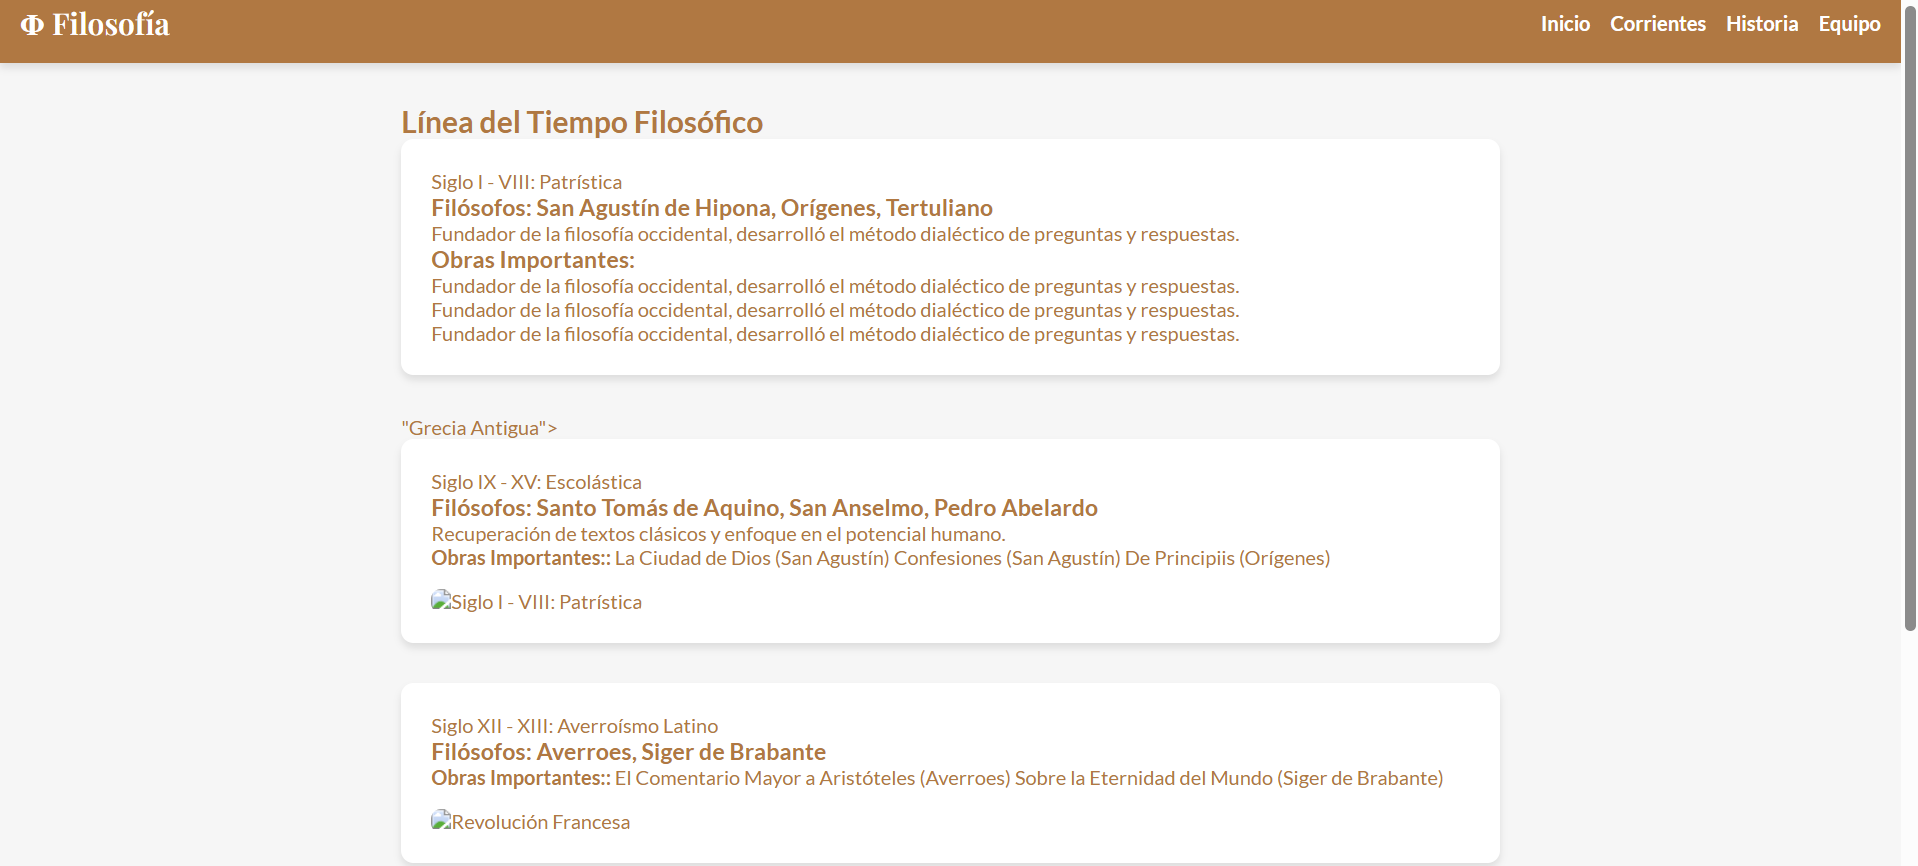 Φ Filosofía
Inicio Corrientes Historia Equipo
Línea del Tiempo Filosófico
Siglo I - VIII: Patrística
Filósofos: San Agustín de Hipona, Orígenes, Tertuliano
Fundador de la filosofía occidental, desarrolló el método dialéctico de preguntas y respuestas.
Obras Importantes:
Fundador de la filosofía occidental, desarrolló el método dialéctico de preguntas y respuestas.
Fundador de la filosofía occidental, desarrolló el método dialéctico de preguntas y respuestas.
Fundador de la filosofía occidental, desarrolló el método dialéctico de preguntas y respuestas.
"Grecia Antigua">
Siglo IX - XV: Escolástica
Filósofos: Santo Tomás de Aquino, San Anselmo, Pedro Abelardo
Recuperación de textos clásicos y enfoque en el potencial humano.
Obras Importantes:: La Ciudad de Dios (San Agustín) Confesiones (San Agustín) De Principiis (Orígenes)
Siglo I - VIII: Patrística
Siglo XII - XIII: Averroísmo Latino
Filósofos: Averroes, Siger de Brabante
Obras Importantes:: El Comentario Mayor a Aristóteles (Averroes) Sobre la Eternidad del Mundo (Siger de Brabante)
Revolución Francesa